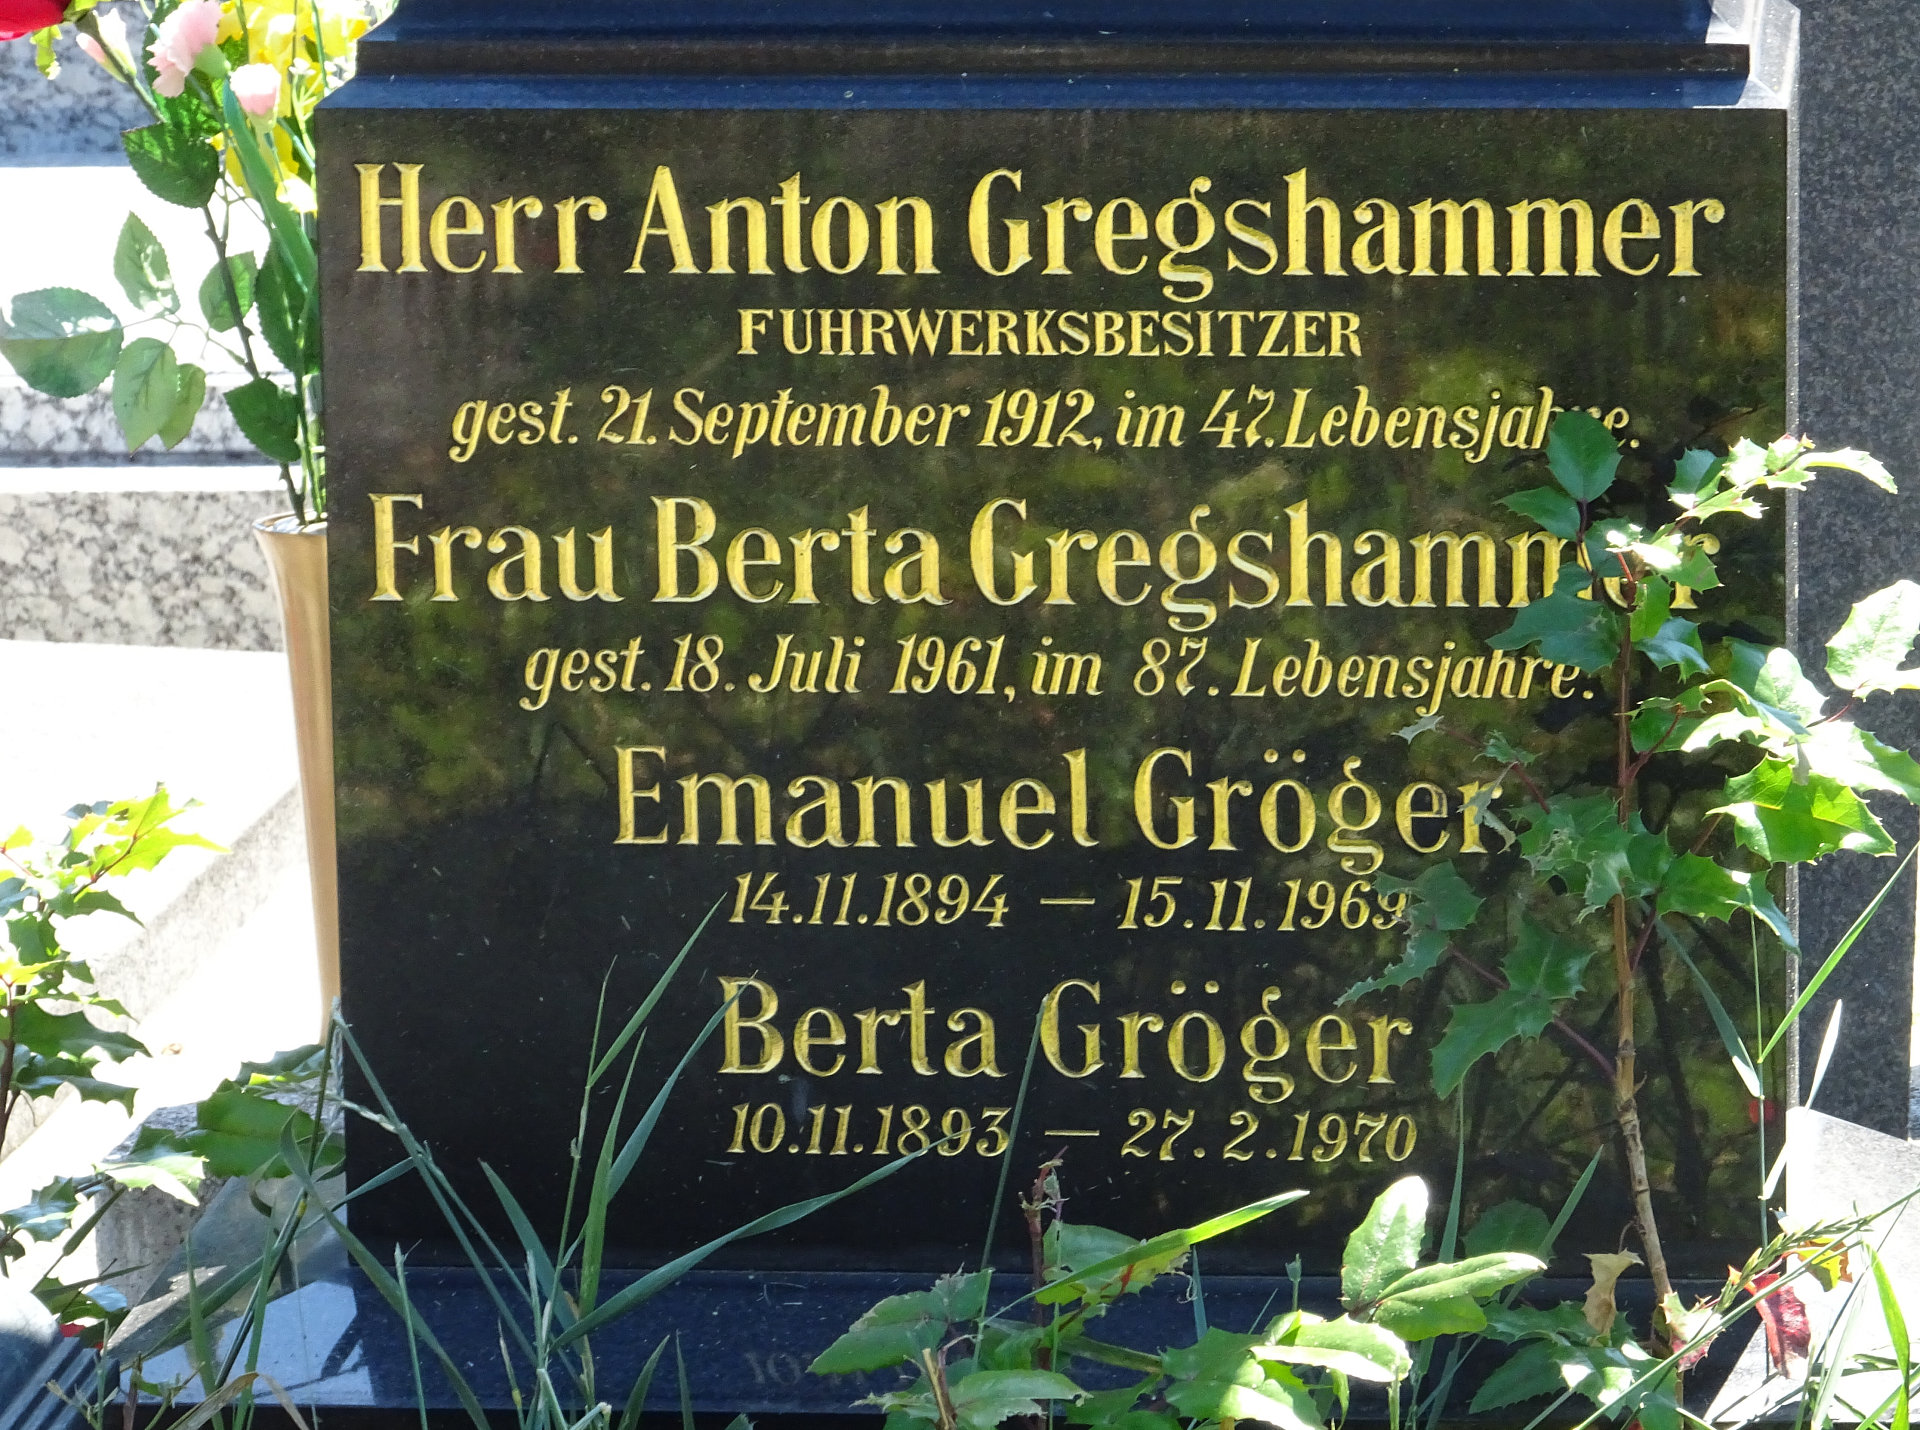 Herr Anton Gregshammer
FUHRWERKSBESITZER
gest. 21. September 1912, im 47. Lebensjahre.
Frau Berta Gregshammer
gest. 18. Juli 1961, im 87. Lebensjahre.
Emanuel Gröger
14.11.1894 – 15.11.1969
Berta Gröger
10.11.1893 – 27.2.1970